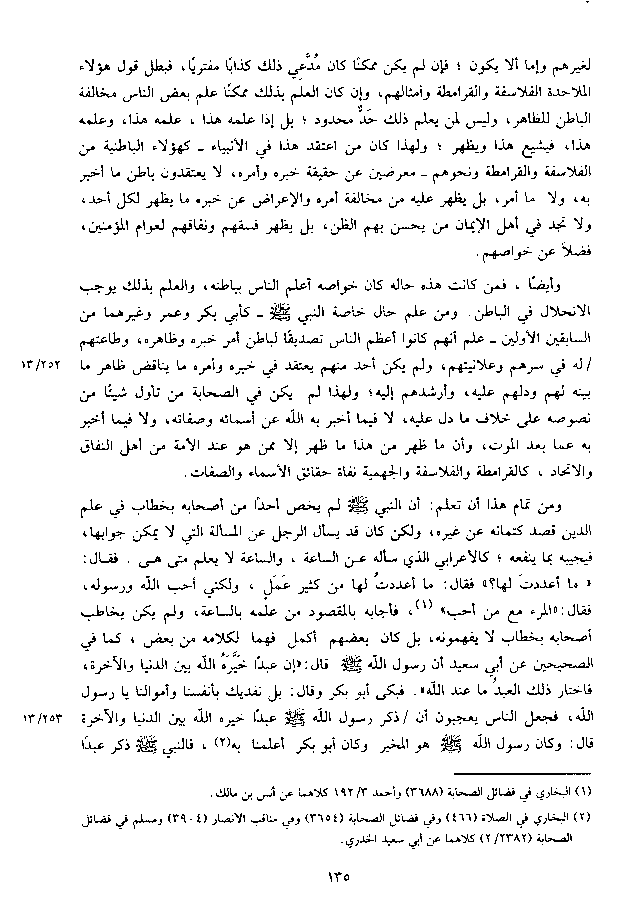 لغيرهم وإما ألا يكون ؛ فإن لم يكن ممكنًا كان مُدَّعِي ذلك كذابًا مفتريًا، فبطل قول هؤلاء
الملاحدة الفلاسفة والقرامطة وأمثالهم، وإن كان العلم بذلك ممكنًا علم بعض الناس مخالفة
الباطن للظاهر، وليس لمن يعلم ذلك حَدٌّ محدود ؛ بل إذا علمه هذا ، علمه هذا، وعلمه
هذا، فيشيع هذا ويظهر ؛ ولهذا كان من اعتقد هذا في الأنبياء ـ كهؤلاء الباطنية من
الفلاسفة والقرامطة ونحوهم ـ معرضين عن حقيقة خبره وأمره، لا يعتقدون باطن ما أخبر
به، ولا ما أمر، بل يظهر عليه من مخالفة أمره والإعراض عن خبره ما يظهر لكل أحد،
ولا تجد في أهل الإيمان من يحسن بهم الظن، بل يظهر فسقهم ونفاقهم لعوام المؤمنين،
فضلاً عن خواصهم.
وأيضًا ، فمن كانت هذه حاله كان خواصه أعلم الناس بباطنه، والعلم بذلك يوجب
الانحلال في الباطن. ومن علم حال خاصة النبي ﷺ ـ كأبي بكر وعمر وغيرهما من
السابقين الأولين ـ علم أنهم كانوا أعظم الناس تصديقًا لباطن أمر خبره وظاهره، وطاعتهم
١٣/٢٥٢ /له في سرهم وعلانيتهم، ولم يكن أحد منهم يعتقد في خبره وأمره ما يناقض ظاهر ما
بينه لهم ودلهم عليه، وأرشدهم إليه؛ ولهذا لم يكن في الصحابة من تأول شيئًا من
نصوصه على خلاف ما دل عليه، لا فيما أخبر به الله عن أسمائه وصفاته، ولا فيما أخبر
به عما بعد الموت، وأن ما ظهر من هذا ما ظهر إلا ممن هو عند الأمة من أهل النفاق
والاتحاد ، كالقرامطة والفلاسفة والجهمية نفاة حقائق الأسماء والصفات.
ومن تمام هذا أن تعلم: أن النبي ﷺ لم يخص أحدًا من أصحابه بخطاب في علم
الدين قصد كتمانه عن غيره، ولكن كان قد يسأل الرجل عن المسألة التي لا يمكن جوابها،
فيجيبه بما ينفعه ؛ كالأعرابي الذي سأله عـن الساعة ، والساعة لا يعلم متى هـى . فقـال:
« ما أعددتَ لها؟» فقال: ما أعددتُ لها من كثير عَمَلٍ ، ولكني أحب الله ورسوله،
فقال:«المرء مع من أحب» (١)، فأجابه بالمقصود من علمه بالساعة، ولم يكن يخاطب
أصحابه بخطاب لا يفهمونه، بل كان بعضهم أكمل فهما لكلامه من بعض ، كما في
الصحيحين عن أبي سعيد أن رسول الله ﷺ قال:«إن عبدًا خَيَّرَهُ الله بين الدنيا والآخرة،
فاختار ذلك العبدُ ما عند الله». فبكى أبو بكر وقال: بل نفديك بأنفسنا وأموالنا يا رسول
١٣/٢٥٣ الله، فجعل الناس يعجبون أن /ذكر رسول الله ﷺ عبدًا خيره الله بين الدنيا والآخرة
قال: وكان رسول الله ﷺ هو المخير وكان أبو بكر أعلمنا به(٢) ، فالنبي ﷺ ذكر عبدًا
(١) البخاري في فضائل الصحابة (٣٦٨٨) وأحمد ٣/ ١٩٢ كلاهما عن أنس بن مالك.
(٢) البخاري في الصلاة (٤٦٦) وفي فضائل الصحابة (٣٦٥٤) وفي مناقب الأنصار (٣٩٠٤) ومسلم في فضائل
الصحابة (٢٣٨٢/ ٢) كلاهما عن أبي سعيد الخدري.
١٣٥